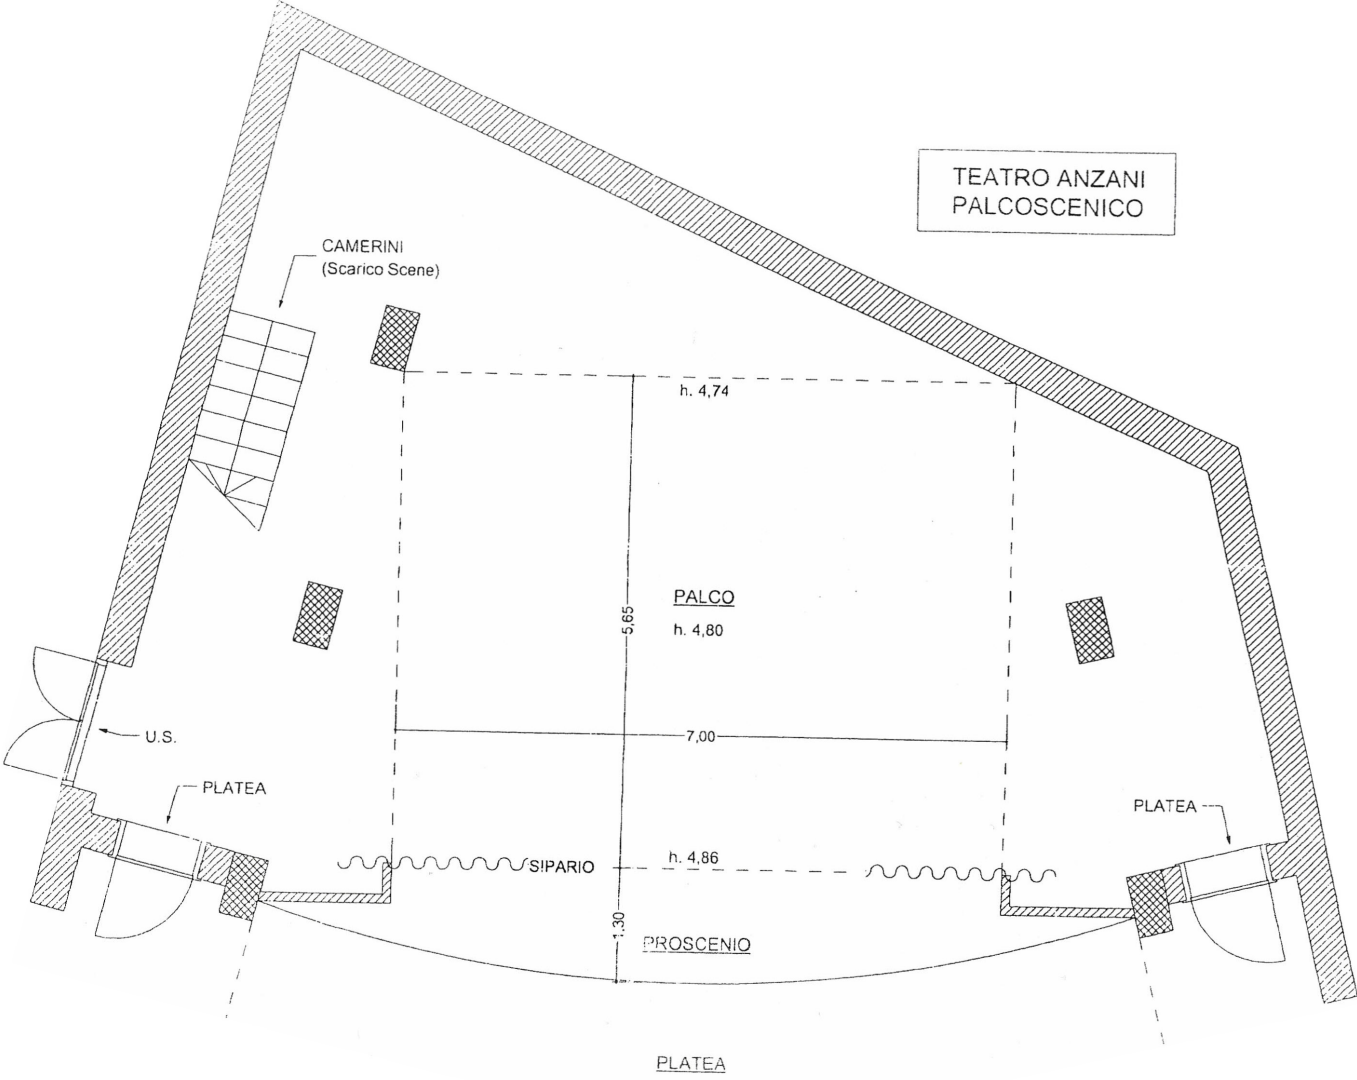 TEATRO ANZANI
PALCOSCENICO
CAMERINI
(Scarico Scene)
h. 4,74
PALCO
h. 4,80
5,65
7,00
U.S.
PLATEA
PLATEA
SIPARIO
h. 4,86
1,30
PROSCENIO
PLATEA